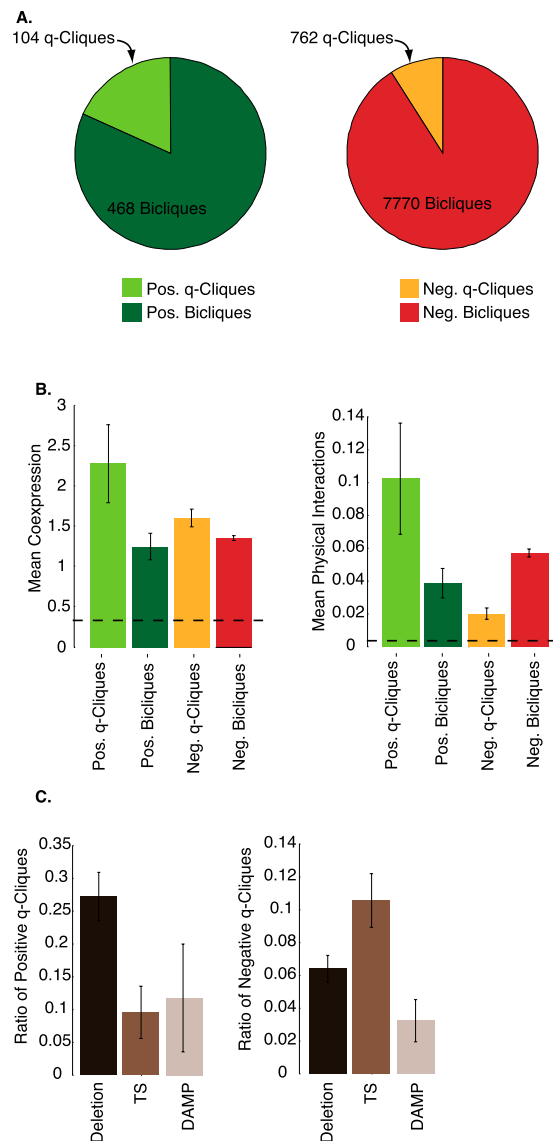 A.
104 q-Cliques
762 q-Cliques
468 Bicliques
7770 Bicliques
Pos. q-Cliques
Pos. Bicliques
Neg. q-Cliques
Neg. Bicliques
B.
Mean Coexpression
3
2.5
2
1.5
1
0.5
0
Pos. q-Cliques
Pos. Bicliques
Neg. q-Cliques
Neg. Bicliques
Mean Physical Interactions
0.14
0.12
0.1
0.08
0.06
0.04
0.02
0
Pos. q-Cliques
Pos. Bicliques
Neg. q-Cliques
Neg. Bicliques
C.
Ratio of Positive q-Cliques
0.35
0.3
0.25
0.2
0.15
0.1
0.05
0
Deletion
TS
DAMP
Ratio of Negative q-Cliques
0.14
0.12
0.1
0.08
0.06
0.04
0.02
0
Deletion
TS
DAMP